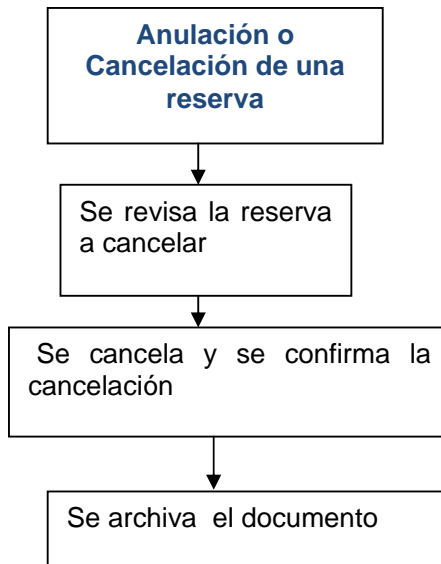 Anulación o
Cancelación de una
reserva
Se revisa la reserva
a cancelar
Se cancela y se confirma la
cancelación
Se archiva el documento